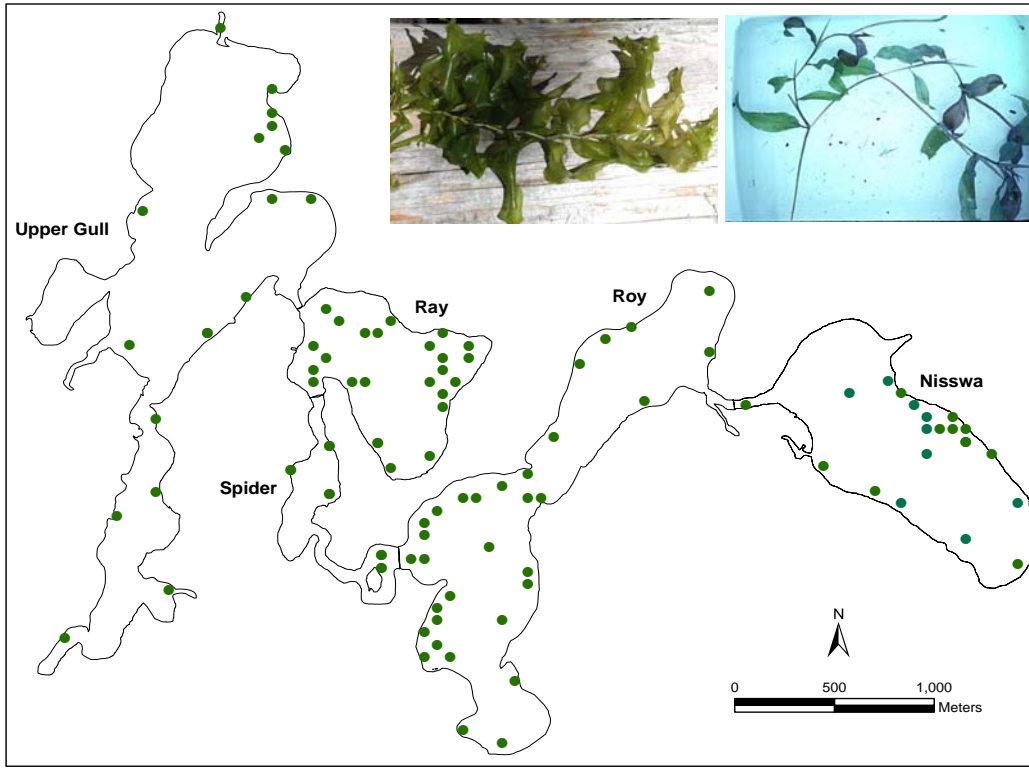 Upper Gull
Ray
Roy
Nisswa
Spider
N
0 500 1,000
Meters